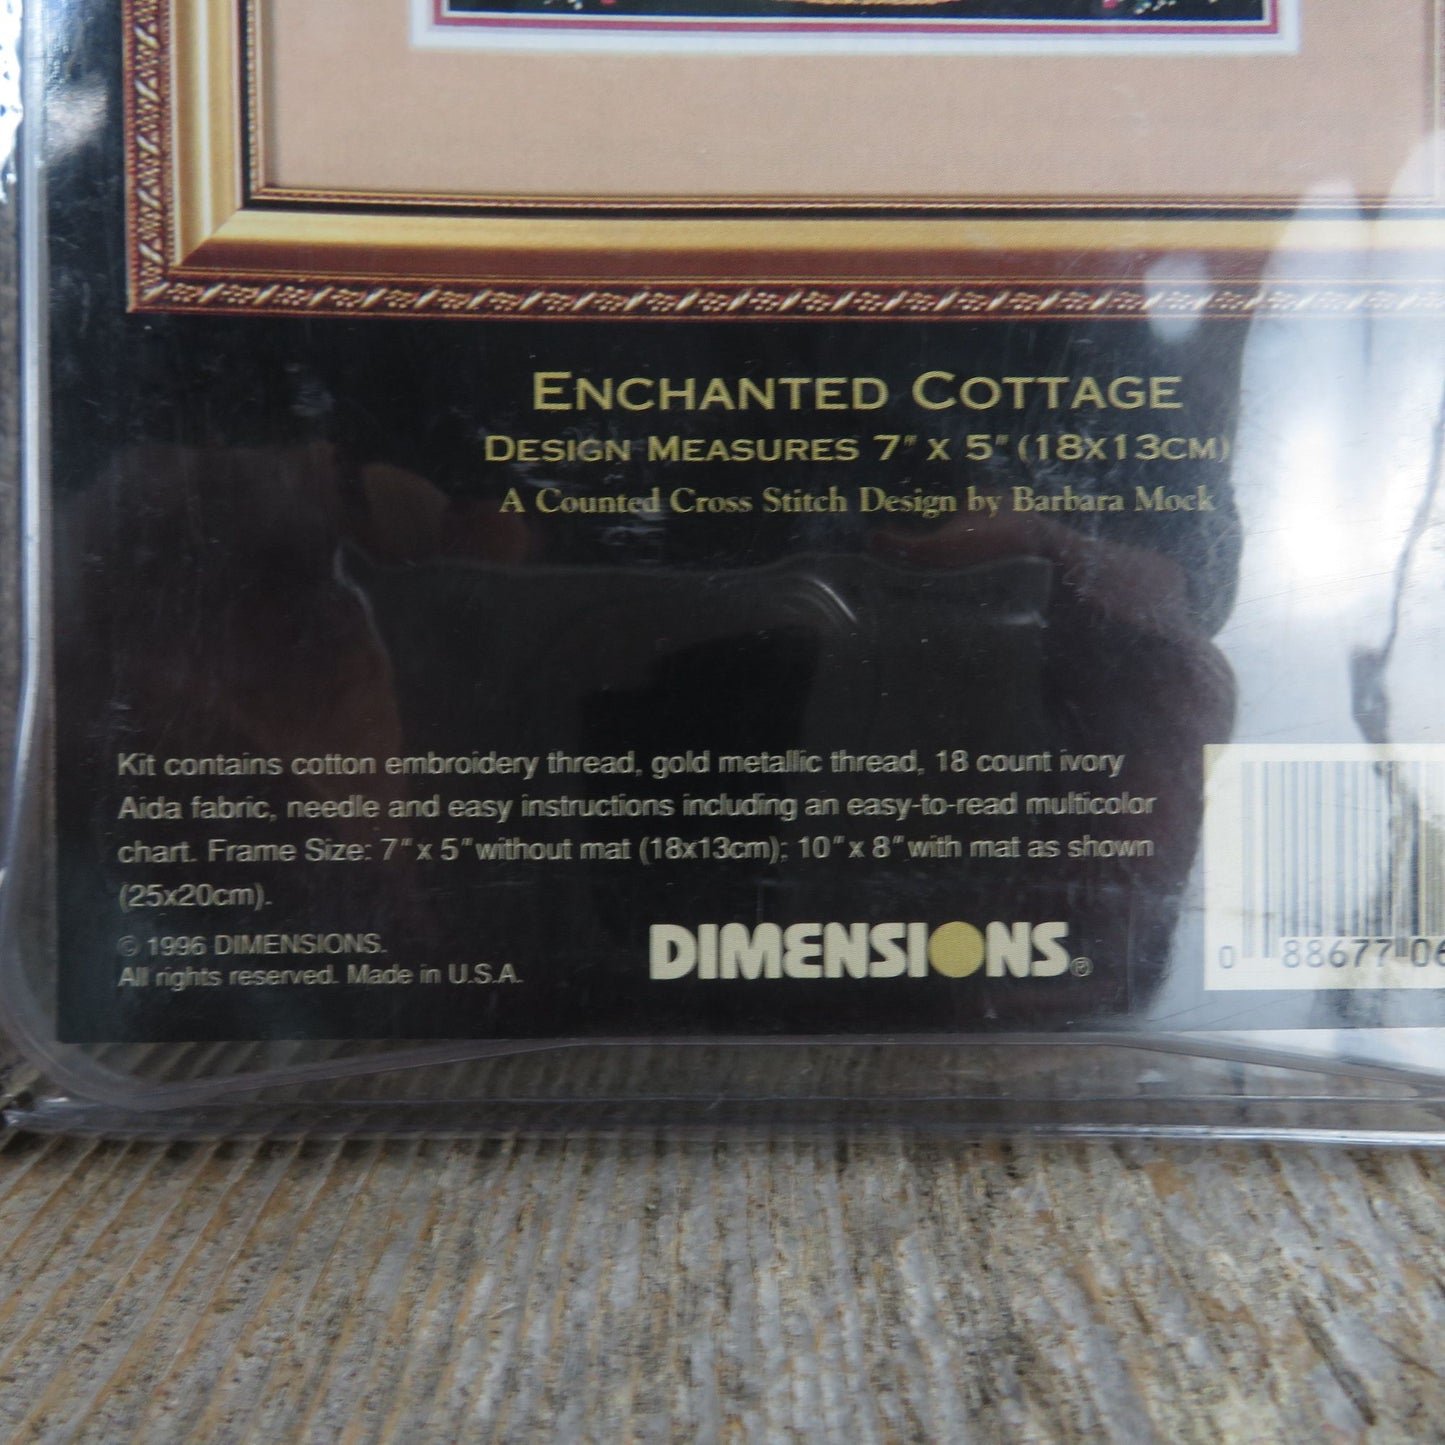 ENCHANTED COTTAGE
DESIGN MEASURES 7" X 5" (18X13CM)
A Counted Cross Stitch Design by Barbara Mock
Kit contains cotton embroidery thread, gold metallic thread, 18 count ivory
Aida fabric, needle and easy instructions including an easy-to-read multicolor
chart. Frame Size: 7" x 5" without mat (18x13cm); 10" x 8" with mat as shown
(25x20cm).
© 1996 DIMENSIONS.
All rights reserved. Made in U.S.A.
DIMENSIONS®
0 88677 06